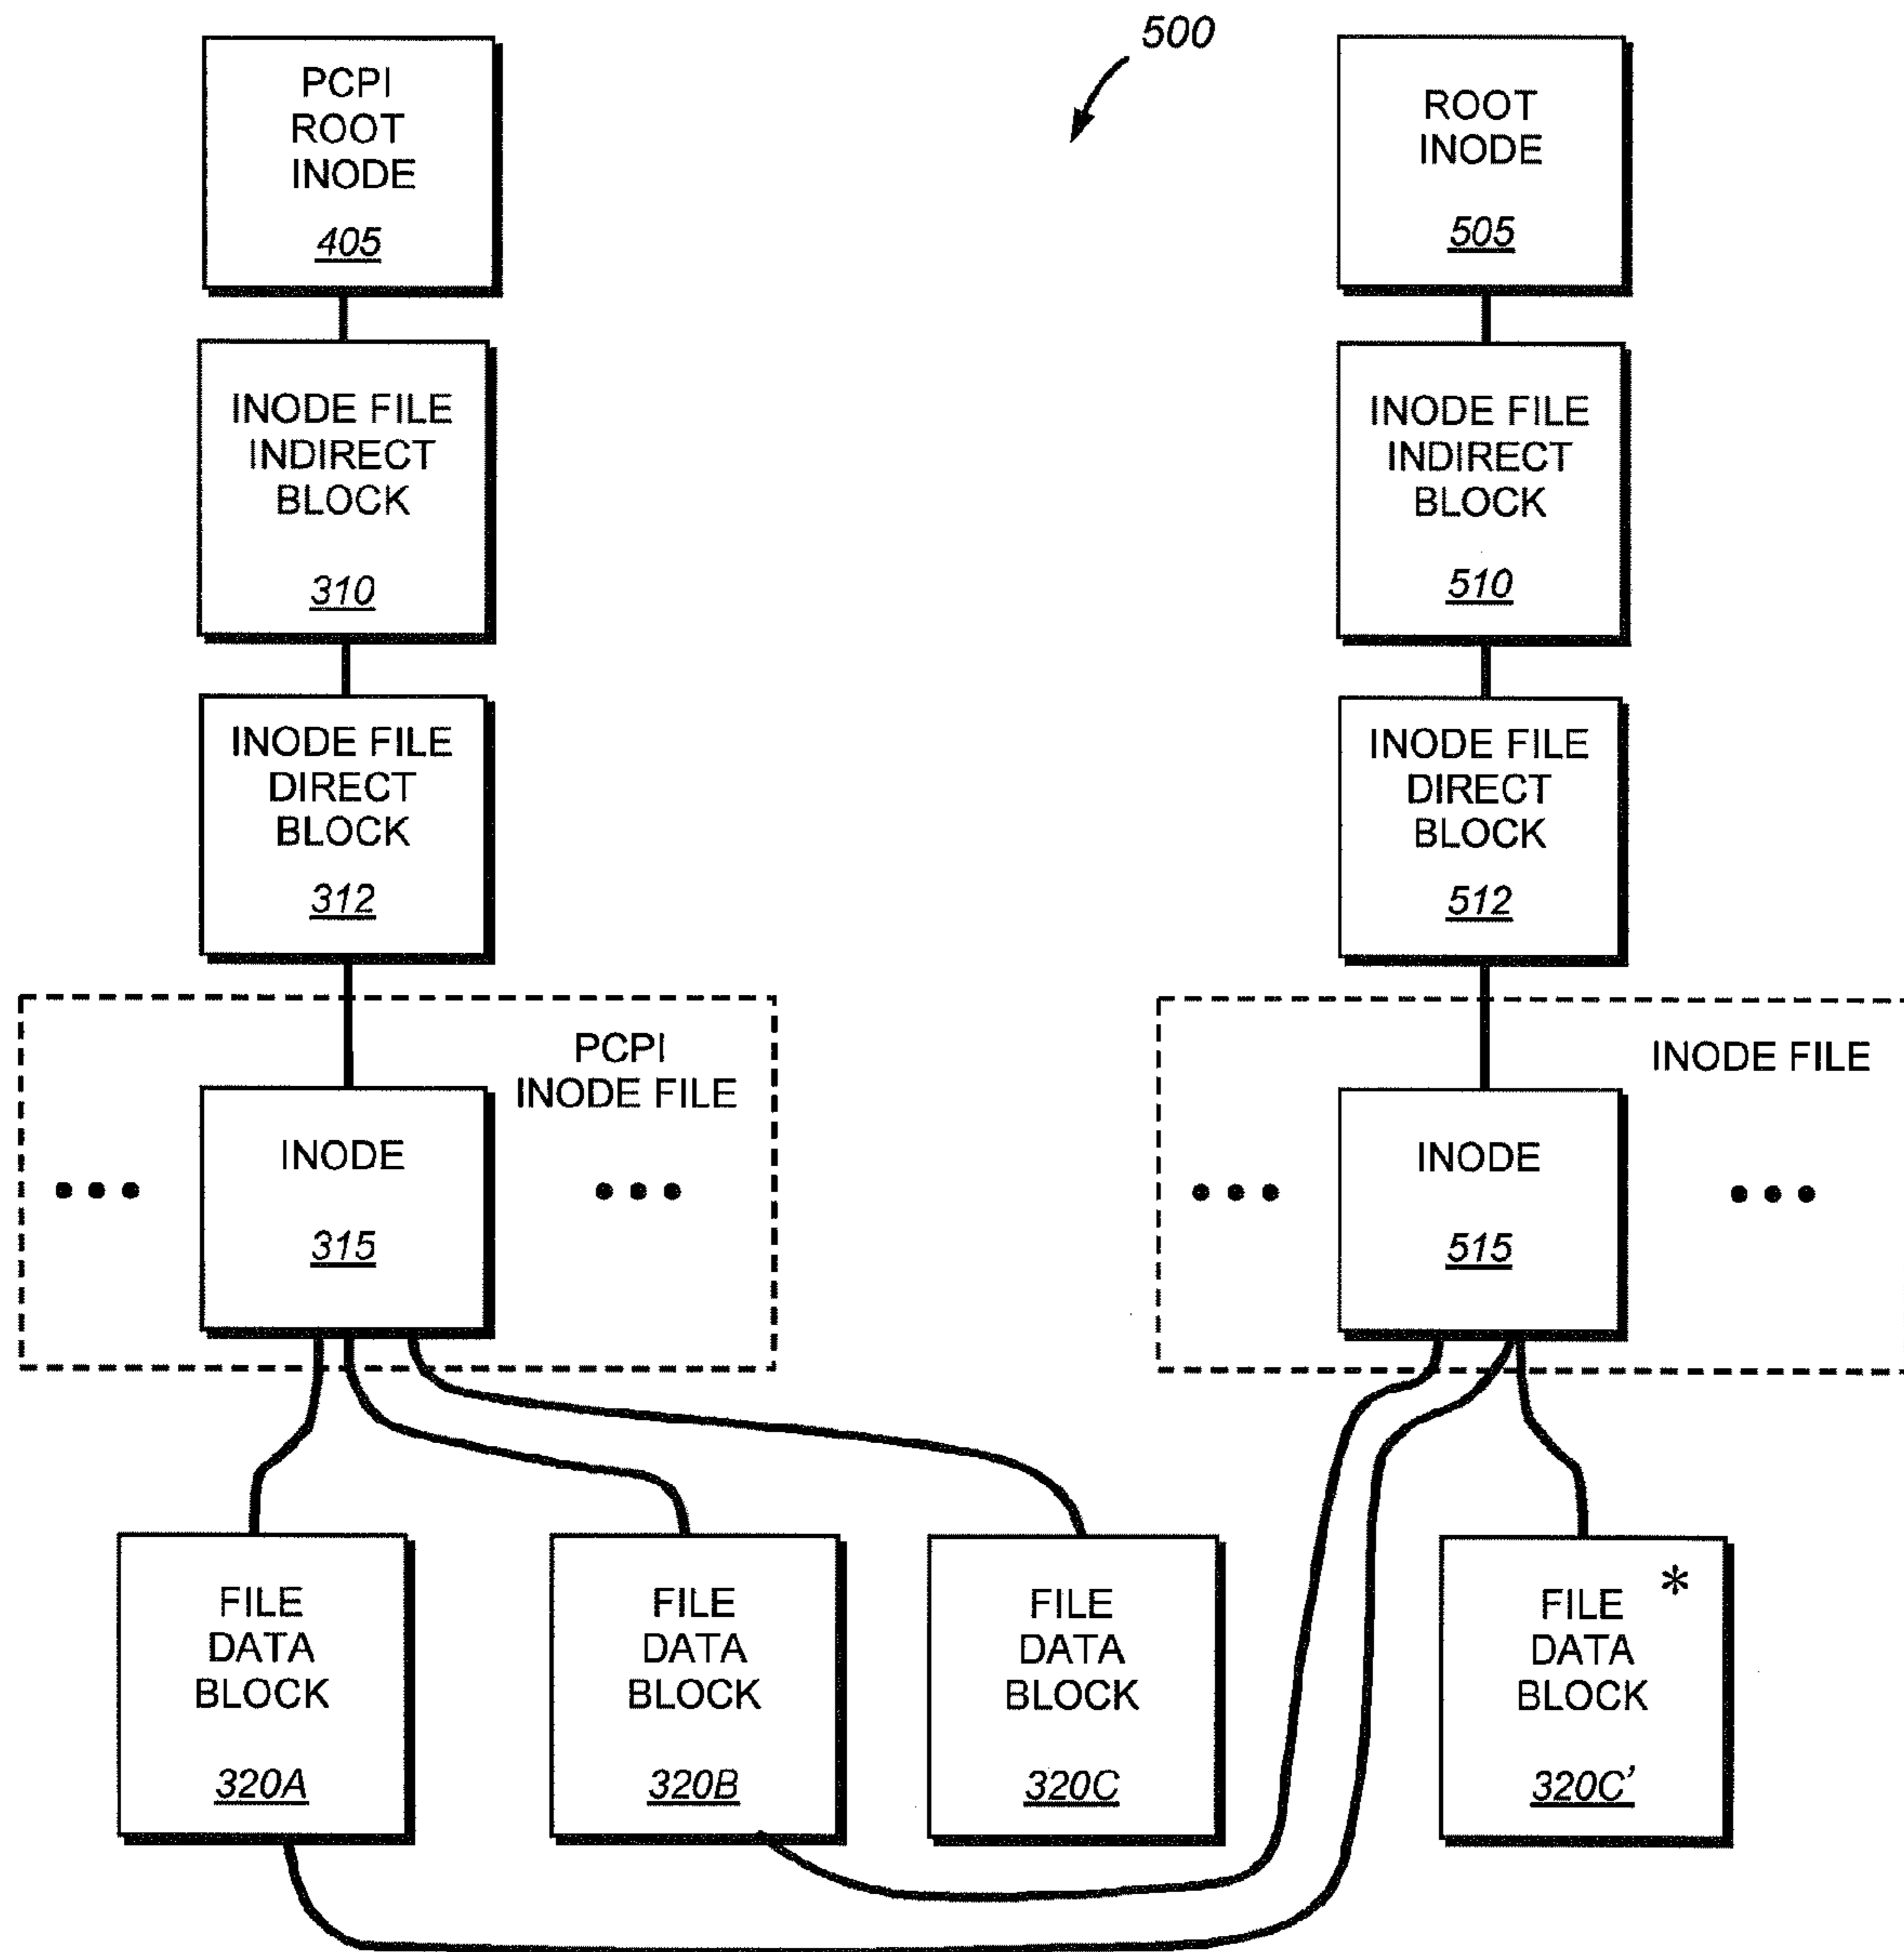 500
PCPI
ROOT
INODE
405
ROOT
INODE
505
INODE FILE
INDIRECT
BLOCK
310
INODE FILE
INDIRECT
BLOCK
510
INODE FILE
DIRECT
BLOCK
312
INODE FILE
DIRECT
BLOCK
512
PCPI
INODE FILE
INODE
315
INODE FILE
INODE
515
FILE
DATA
BLOCK
320A
FILE
DATA
BLOCK
320B
FILE
DATA
BLOCK
320C
FILE *
DATA
BLOCK
320C’